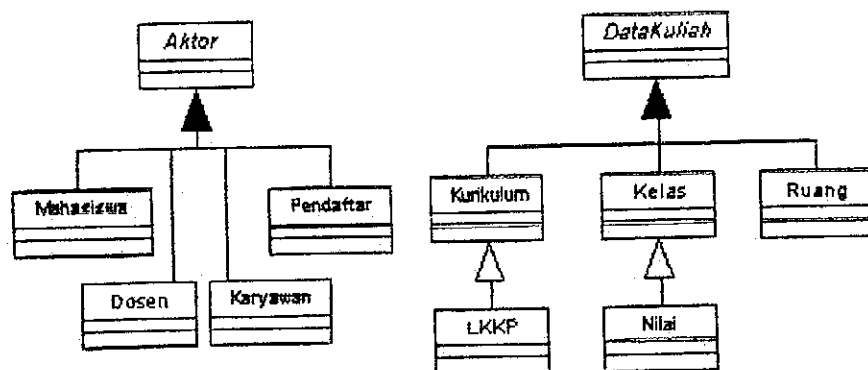 Aktor
DataKuliah
Mahasiswa
Pendaftar
Kurikulum
Kelas
Ruang
Dosen
Karyawan
LKKP
Nilai